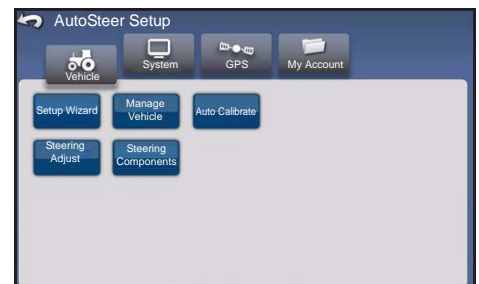 AutoSteer Setup
Vehicle
System
GPS
My Account
Setup Wizard
Manage
Vehicle
Auto Calibrate
Steering
Adjust
Steering
Components